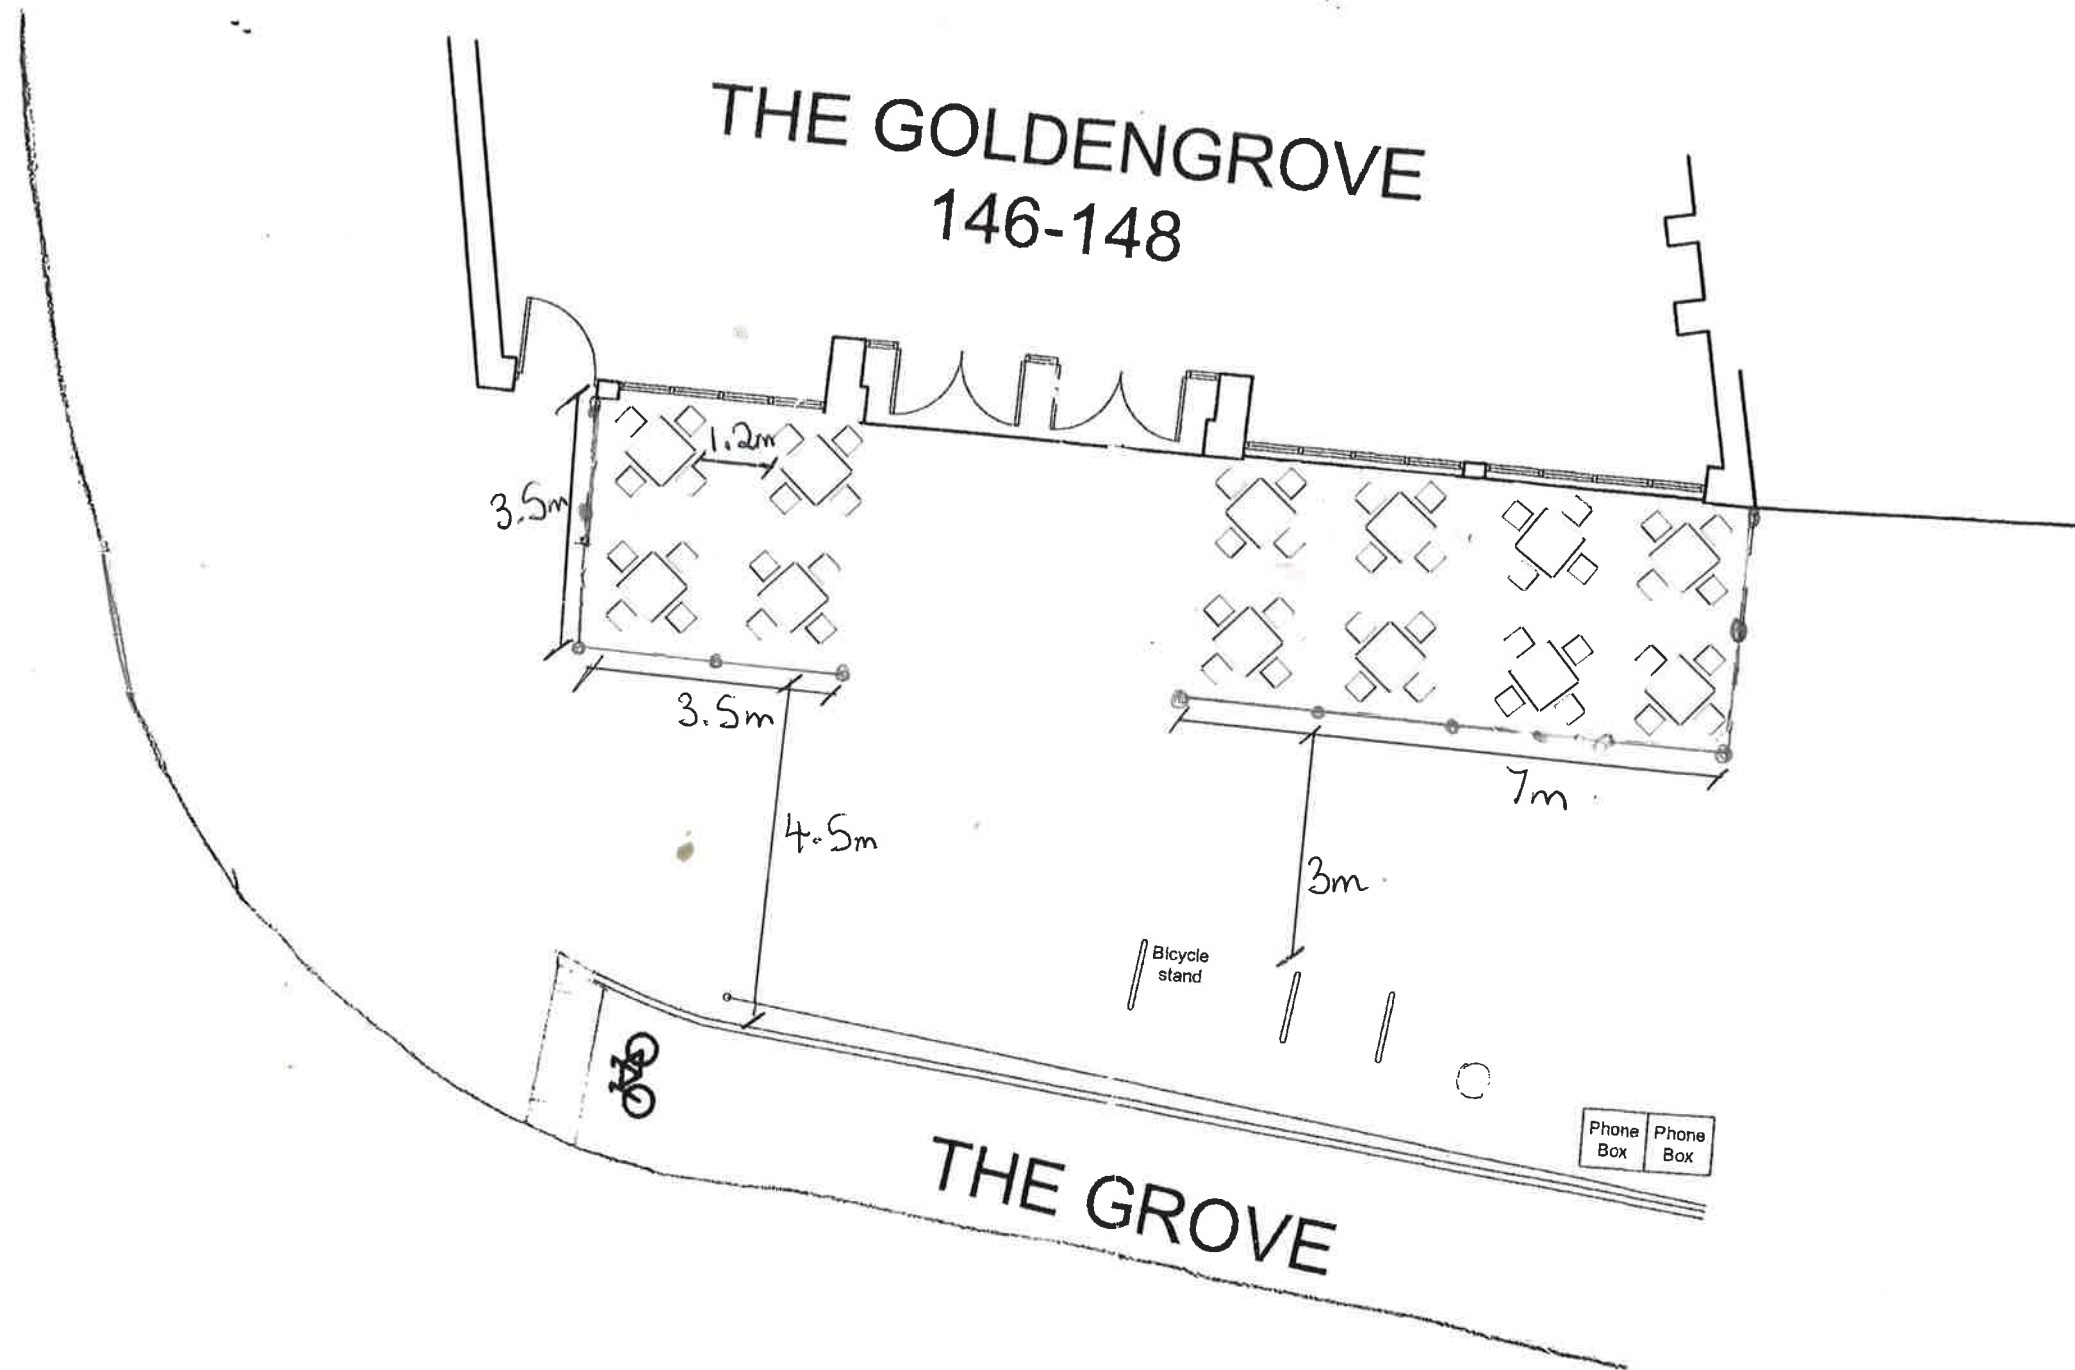 THE GOLDENGROVE
146-148
1.2m
3.5m
3.5m
4.5m
7m
3m
Bicycle
stand
Phone
Box
Phone
Box
THE GROVE